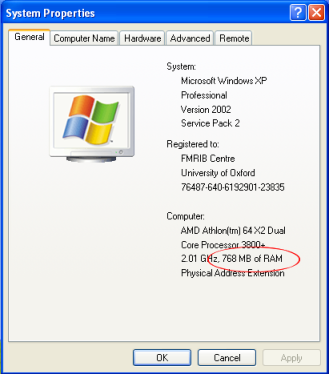 System Properties
General Computer Name Hardware Advanced Remote
System:
Microsoft Windows XP
Professional
Version 2002
Service Pack 2
Registered to:
FMRIB Centre
University of Oxford
76487-640-6192901-23835
Computer:
AMD Athlon(tm) 64 X2 Dual
Core Processor 3800+
2.01 GHz, 768 MB of RAM
Physical Address Extension
OK Cancel Apply